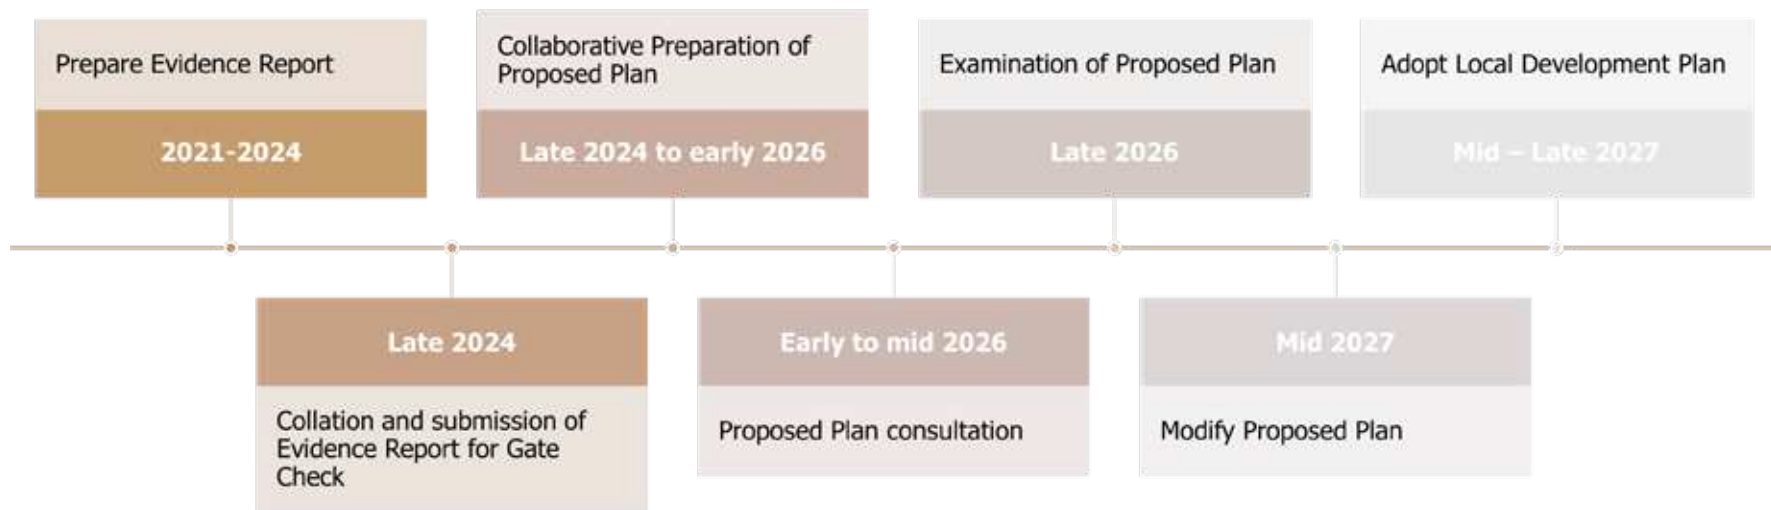 Prepare Evidence Report
2021-2024
Late 2024
Collation and submission of
Evidence Report for Gate
Check
Collaborative Preparation of
Proposed Plan
Late 2024 to early 2026
Early to mid 2026
Proposed Plan consultation
Examination of Proposed Plan
Late 2026
Mid 2027
Modify Proposed Plan
Adopt Local Development Plan
Mid – Late 2027